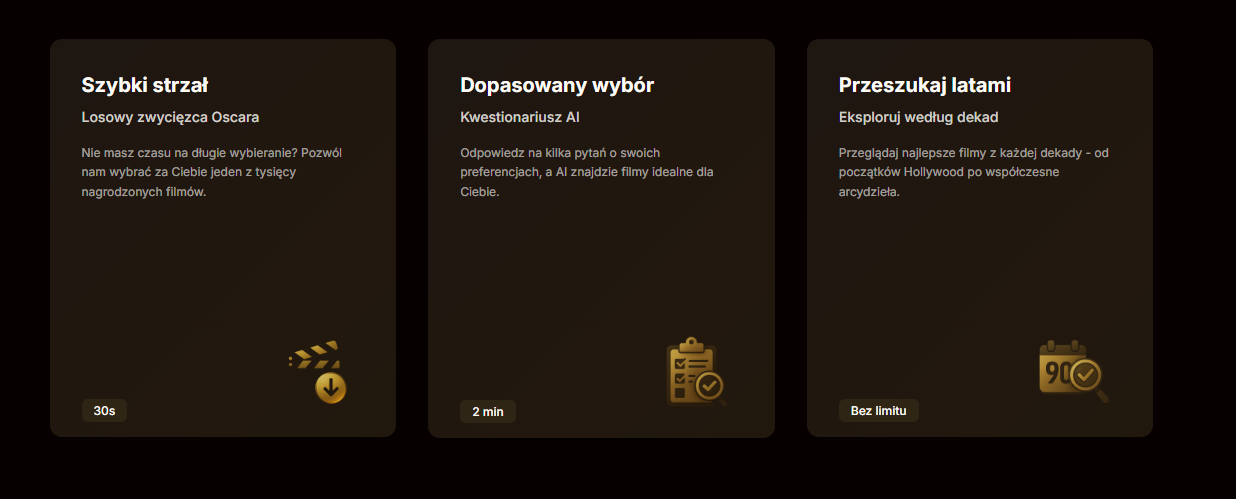 Szybki strzał
Losowy zwycięzca Oscara
Nie masz czasu na długie wybieranie? Pozwól
nam wybrać za Ciebie jeden z tysięcy
nagrodzonych filmów.
30s
Dopasowany wybór
Kwestionariusz AI
Odpowiedz na kilka pytań o swoich
preferencjach, a AI znajdzie filmy idealne dla
Ciebie.
2 min
Przeszukaj latami
Eksploruj według dekad
Przeglądaj najlepsze filmy z każdej dekady - od
początków Hollywood po współczesne
arcydzieła.
90
Bez limitu